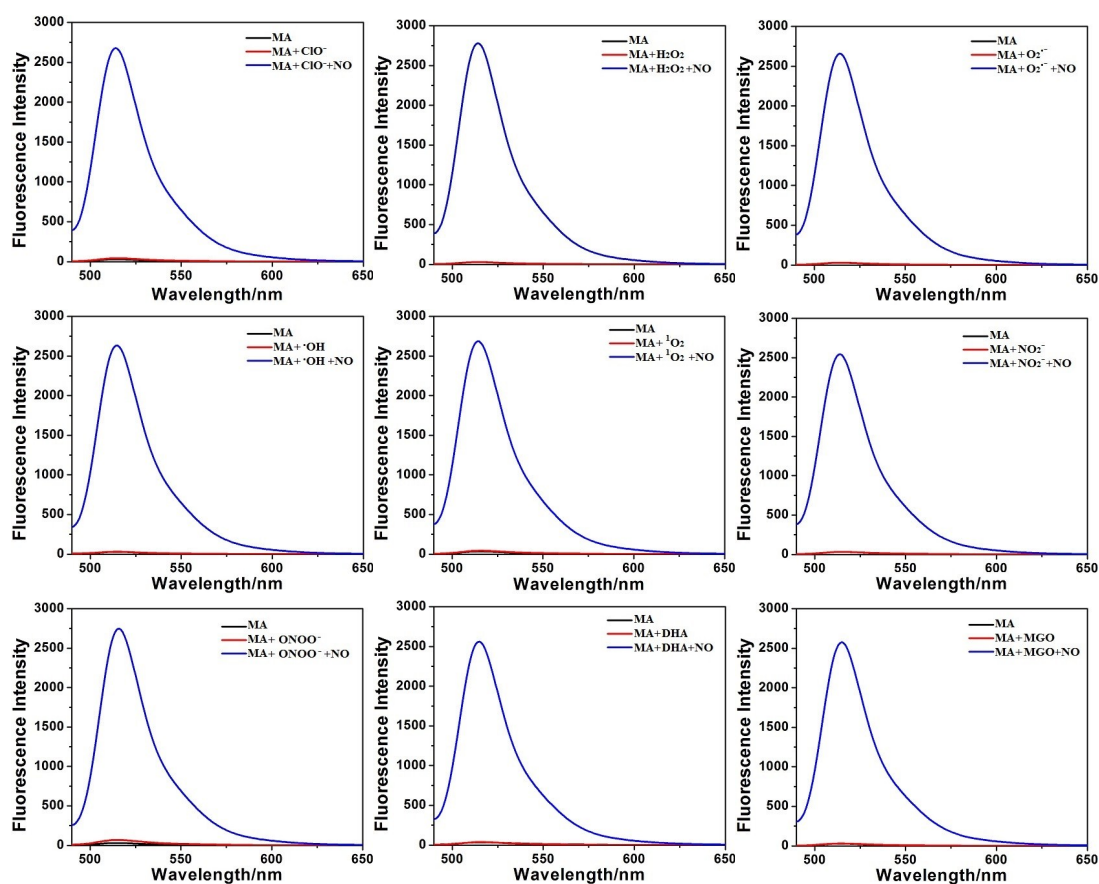 3000
2500
2000
1500
1000
500
0
Fluorescence Intensity
MA
MA+ ClO⁻
MA+ ClO⁻+NO
500 550 600 650
Wavelength/nm
3000
2500
2000
1500
1000
500
0
Fluorescence Intensity
MA
MA+H₂O₂
MA+H₂O₂ +NO
500 550 600 650
Wavelength/nm
3000
2500
2000
1500
1000
500
0
Fluorescence Intensity
MA
MA+ O₂•⁻
MA+ O₂•⁻ +NO
500 550 600 650
Wavelength/nm
3000
2500
2000
1500
1000
500
0
Fluorescence Intensity
MA
MA+ •OH
MA+ •OH +NO
500 550 600 650
Wavelength/nm
3000
2500
2000
1500
1000
500
0
Fluorescence Intensity
MA
MA+ ¹O₂
MA+ ¹O₂ +NO
500 550 600 650
Wavelength/nm
3000
2500
2000
1500
1000
500
0
Fluorescence Intensity
MA
MA+NO₂⁻
MA+NO₂⁻+NO
500 550 600 650
Wavelength/nm
3000
2500
2000
1500
1000
500
0
Fluorescence Intensity
MA
MA+ ONOO⁻
MA+ ONOO⁻ +NO
500 550 600 650
Wavelength/nm
3000
2500
2000
1500
1000
500
0
Fluorescence Intensity
MA
MA+DHA
MA+DHA+NO
500 550 600 650
Wavelength/nm
3000
2500
2000
1500
1000
500
0
Fluorescence Intensity
MA
MA+MGO
MA+MGO+NO
500 550 600 650
Wavelength/nm